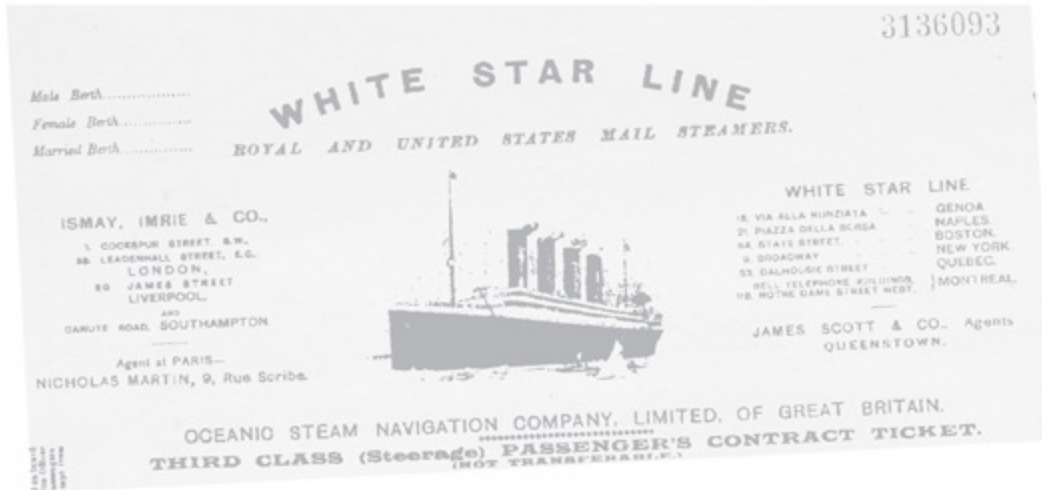 3136093
WHITE STAR LINE
ROYAL AND UNITED STATES MAIL STEAMERS.
Male Berth.................
Female Berth...............
Married Berth..............
ISMAY, IMRIE & CO.,
1, COCKSPUR STREET, S.W.,
38, LEADENHALL STREET, E.C.,
LONDON,
30 JAMES STREET
LIVERPOOL,
AND
CANUTE ROAD, SOUTHAMPTON
Agent at PARIS—
NICHOLAS MARTIN, 9, Rue Scribe.
WHITE STAR LINE
VIA ALLA NUNZIATA - - GENOA
21, PIAZZA DELLA BORSA - NAPLES.
84, STATE STREET, - - BOSTON.
9, BROADWAY - - NEW YORK
53, DALHOUSIE STREET - QUEBEC.
BELL TELEPHONE BUILDINGS, } MONTREAL.
118, NOTRE DAME STREET WEST,
JAMES SCOTT & CO., Agents
QUEENSTOWN.
OCEANIC STEAM NAVIGATION COMPANY, LIMITED, OF GREAT BRITAIN.
THIRD CLASS (Steerage) PASSENGER'S CONTRACT TICKET.
(NOT TRANSFERABLE.)